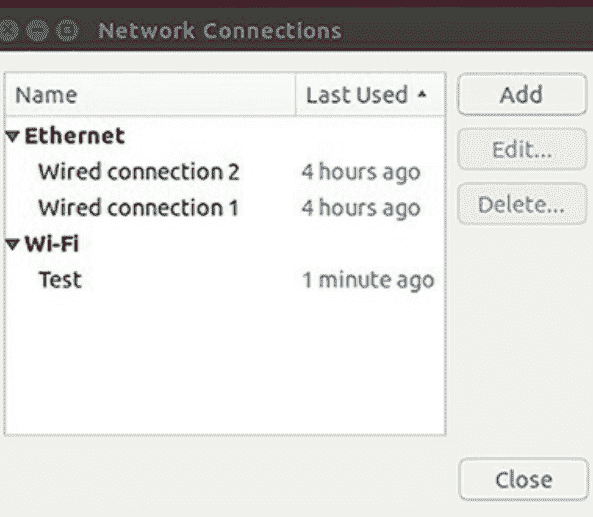 Network Connections
Name Last Used
Add
Ethernet
Edit...
Wired connection 2 4 hours ago
Wired connection 1 4 hours ago
Delete...
Wi-Fi
Test 1 minute ago
Close